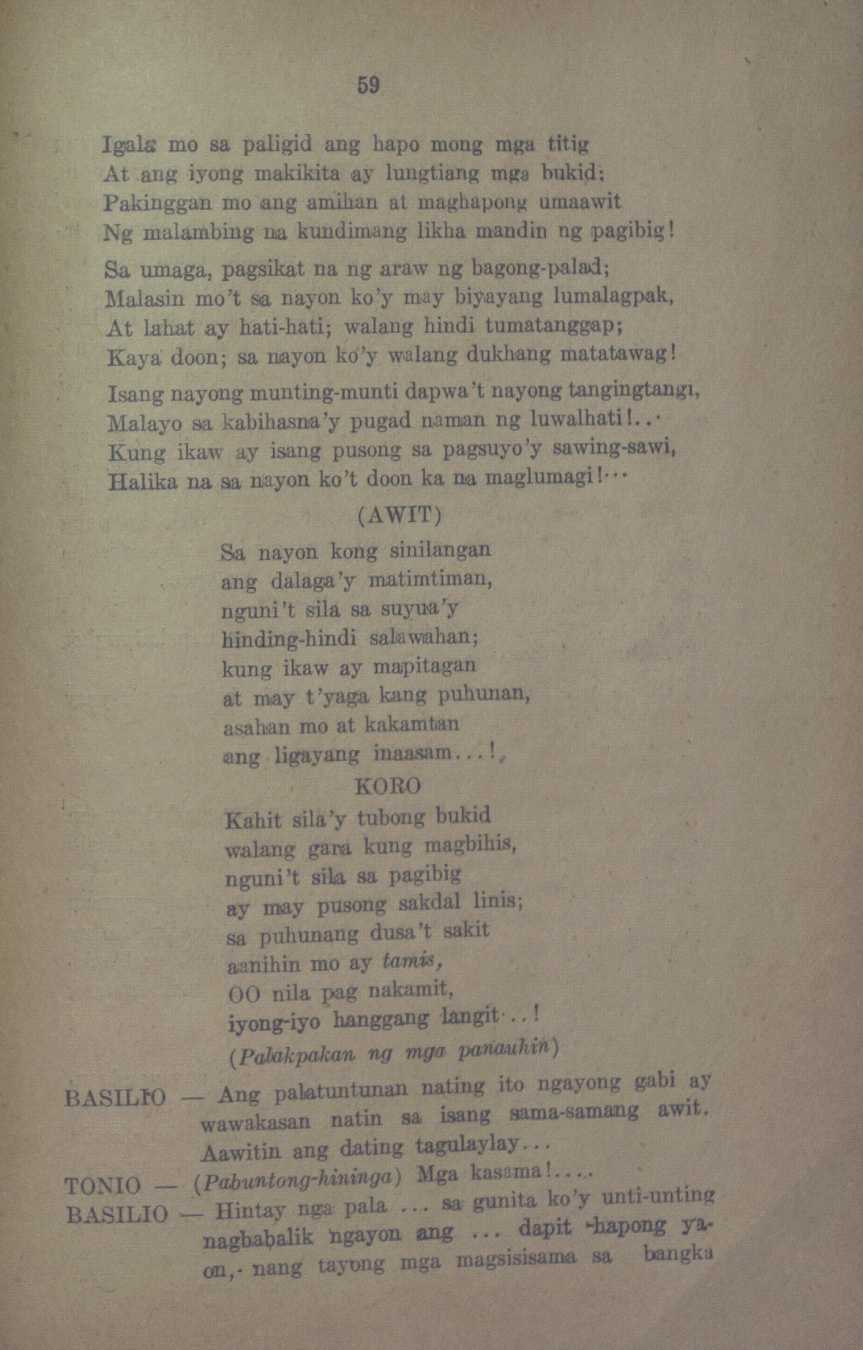 59
Igala mo sa paligid ang hapo mong mga titig
At ang iyong makikita ay lungtiang mga bukid;
Pakinggan mo ang amihan at maghapong umaawit
Ng malambing na kundimang likha mandin ng pagibig!
Sa umaga, pagsikat na ng araw ng bagong-palad;
Malasin mo't sa nayon ko'y may biyayang lumalagpak,
At lahat ay hati-hati; walang hindi tumatanggap;
Kaya doon; sa nayon ko'y walang dukhang matatawag!
Isang nayong munting-munti dapwa't nayong tangingtangi,
Malayo sa kabihasna'y pugad naman ng luwalhati!...
Kung ikaw ay isang pusong sa pagsuyo'y sawing-sawi,
Halika na sa nayon ko't doon ka na maglumagi!...
(AWIT)
Sa nayon kong sinilangan
ang dalaga'y matimtiman,
nguni't sila sa suyua'y
hinding-hindi salawahan;
kung ikaw ay mapitagan
at may t'yaga kang puhunan,
asahan mo at kakamtan
ang ligayang inaasam...!
KORO
Kahit sila'y tubong bukid
walang gara kung magbihis,
nguni't sila sa pagibig
ay may pusong sakdal linis;
sa puhunang dusa't sakit
aanihin mo ay tamis,
OO nila pag nakamit,
iyong-iyo hanggang langit...!
(Palakpakan ng mga panauhin)
BASILIO — Ang palatuntunan nating ito ngayong gabi ay
wawakasan natin sa isang sama-samang awit.
Aawitin ang dating tagulaylay...
TONIO — (Pabuntong-hininga) Mga kasama!....
BASILIO — Hintay nga pala ... sa gunita ko'y unti-unting
nagbabalik ngayon ang ... dapit-hapong ya-
on,- nang tayong mga magsisisama sa bangka